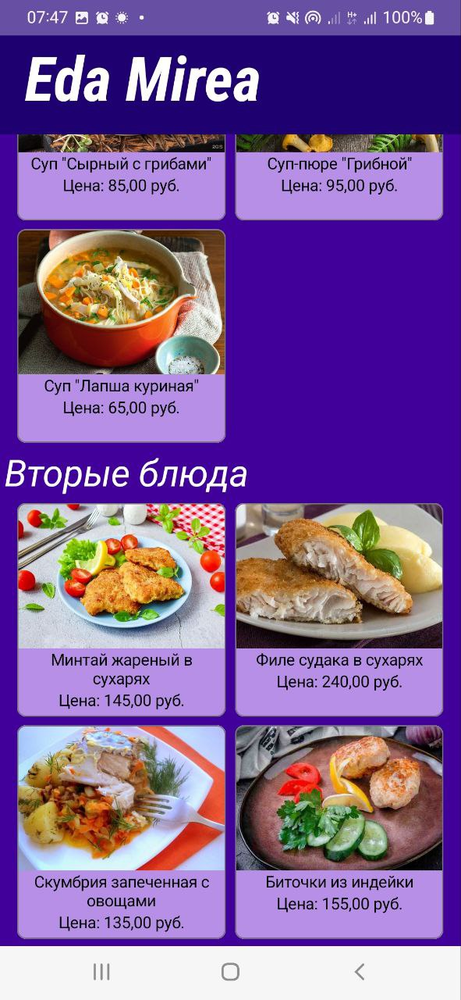 07:47
H+
100%
Eda Mirea
Суп "Сырный с грибами"
Цена: 85,00 руб.
Суп-пюре "Грибной"
Цена: 95,00 руб.
Суп "Лапша куриная"
Цена: 65,00 руб.
Вторые блюда
Минтай жареный в
сухарях
Цена: 145,00 руб.
Филе судака в сухарях
Цена: 240,00 руб.
Скумбрия запеченная с
овощами
Цена: 135,00 руб.
Биточки из индейки
Цена: 155,00 руб.